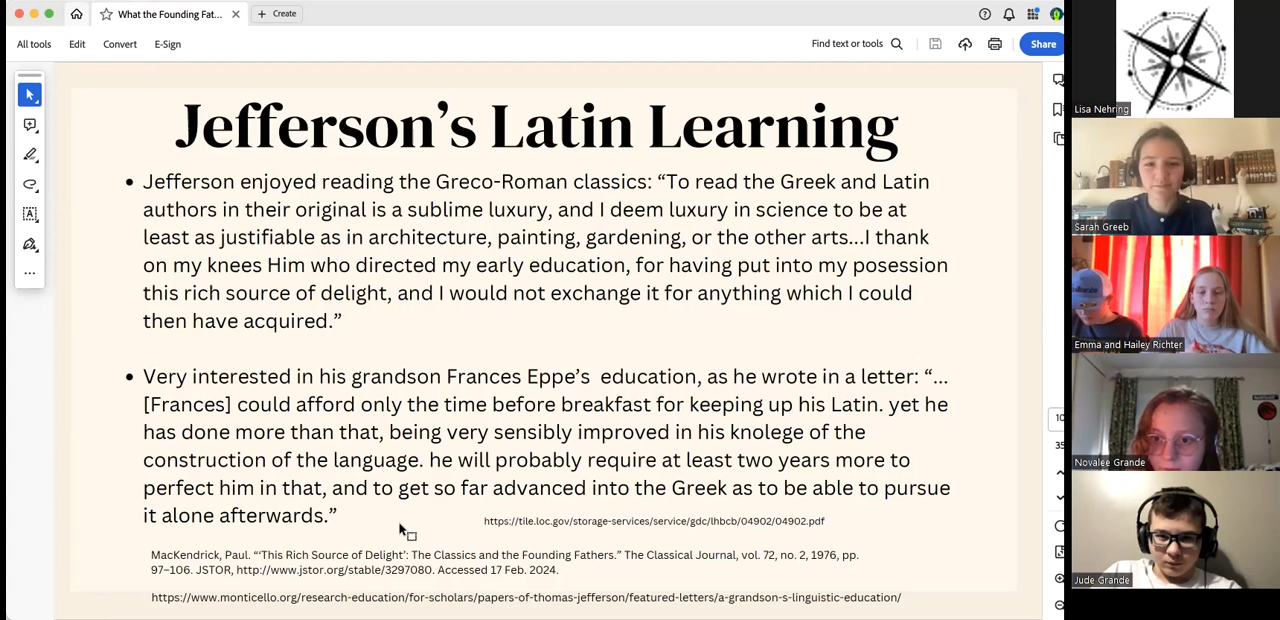 What the Founding Fat...
Create
All tools
Edit
Convert
E-Sign
Find text or tools
Share
Jefferson’s Latin Learning
• Jefferson enjoyed reading the Greco-Roman classics: “To read the Greek and Latin
authors in their original is a sublime luxury, and I deem luxury in science to be at
least as justifiable as in architecture, painting, gardening, or the other arts...I thank
on my knees Him who directed my early education, for having put into my posession
this rich source of delight, and I would not exchange it for anything which I could
then have acquired.”
• Very interested in his grandson Frances Eppe’s education, as he wrote in a letter: “...
[Frances] could afford only the time before breakfast for keeping up his Latin. yet he
has done more than that, being very sensibly improved in his knolege of the
construction of the language. he will probably require at least two years more to
perfect him in that, and to get so far advanced into the Greek as to be able to pursue
it alone afterwards.”
https://tile.loc.gov/storage-services/service/gdc/lhbcb/04902/04902.pdf
MacKendrick, Paul. “‘This Rich Source of Delight’: The Classics and the Founding Fathers.” The Classical Journal, vol. 72, no. 2, 1976, pp.
97–106. JSTOR, http://www.jstor.org/stable/3297080. Accessed 17 Feb. 2024.
https://www.monticello.org/research-education/for-scholars/papers-of-thomas-jefferson/featured-letters/a-grandson-s-linguistic-education/
10
35
Lisa Nehring
Sarah Greeb
Emma and Hailey Richter
Novalee Grande
Jude Grande